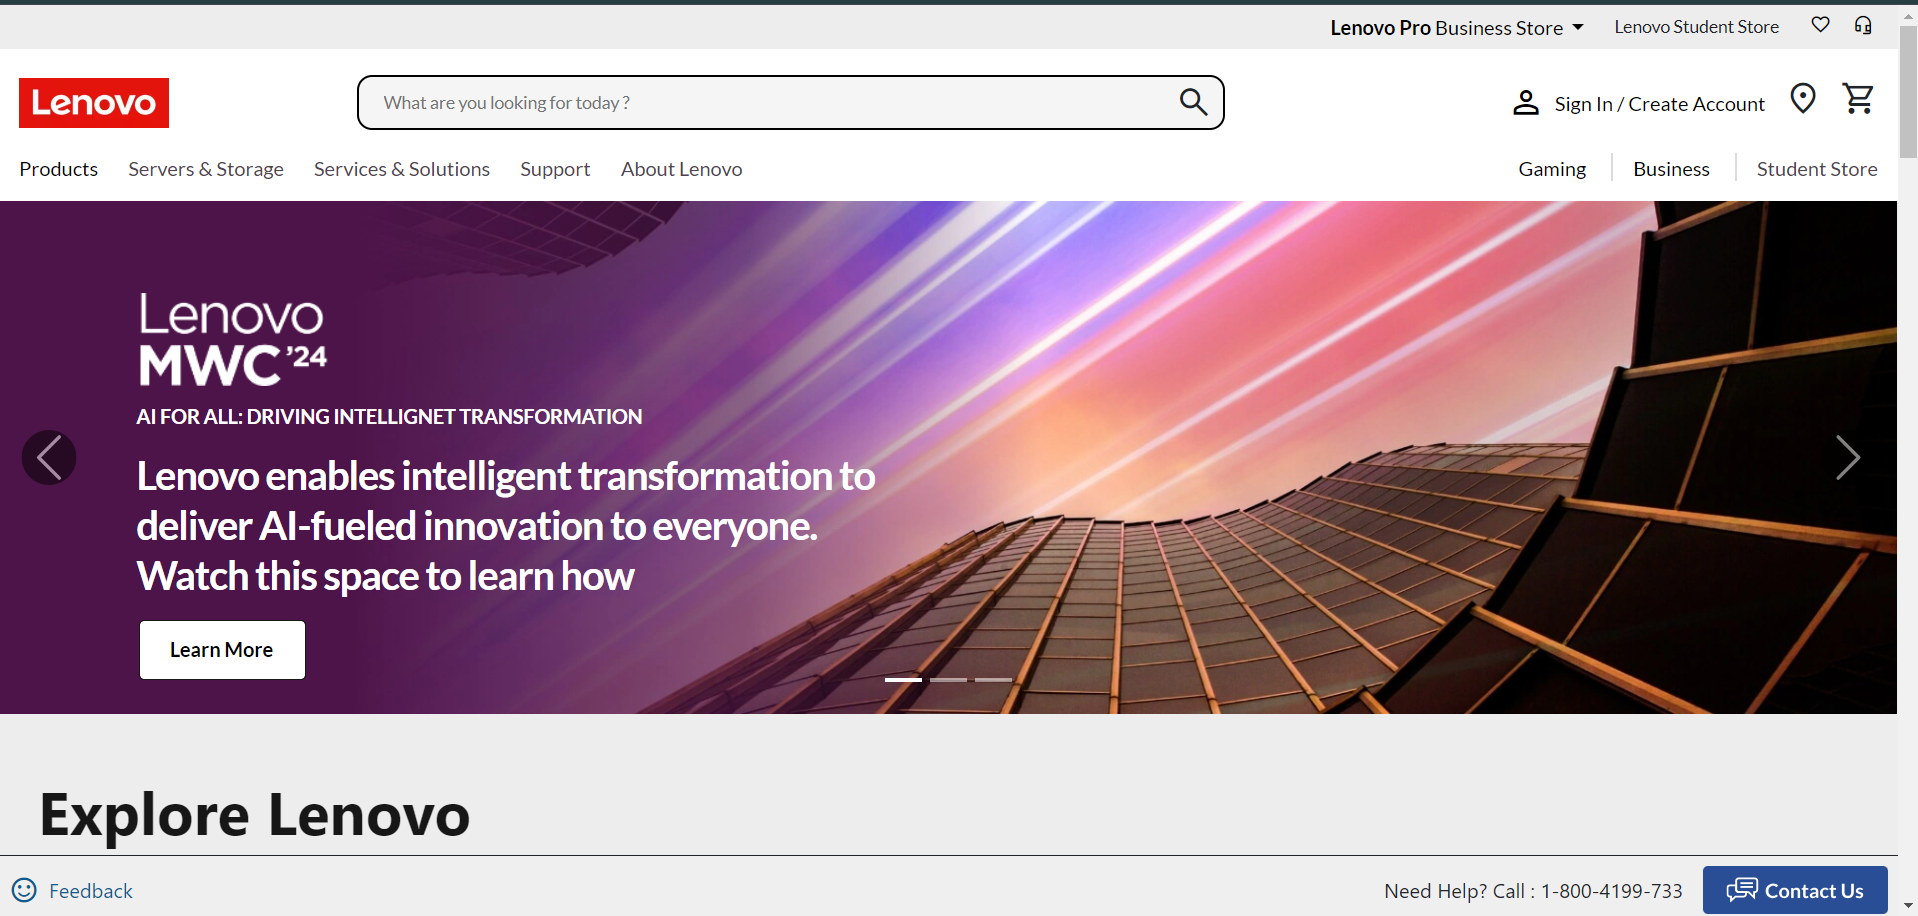 Lenovo Pro Business Store Lenovo Student Store
Lenovo
What are you looking for today ?
Sign In / Create Account
Products Servers & Storage Services & Solutions Support About Lenovo
Gaming Business Student Store
Lenovo
MWC '24
AI FOR ALL: DRIVING INTELLIGNET TRANSFORMATION
Lenovo enables intelligent transformation to
deliver AI-fueled innovation to everyone.
Watch this space to learn how
Learn More
Explore Lenovo
Feedback
Need Help? Call : 1-800-4199-733
Contact Us